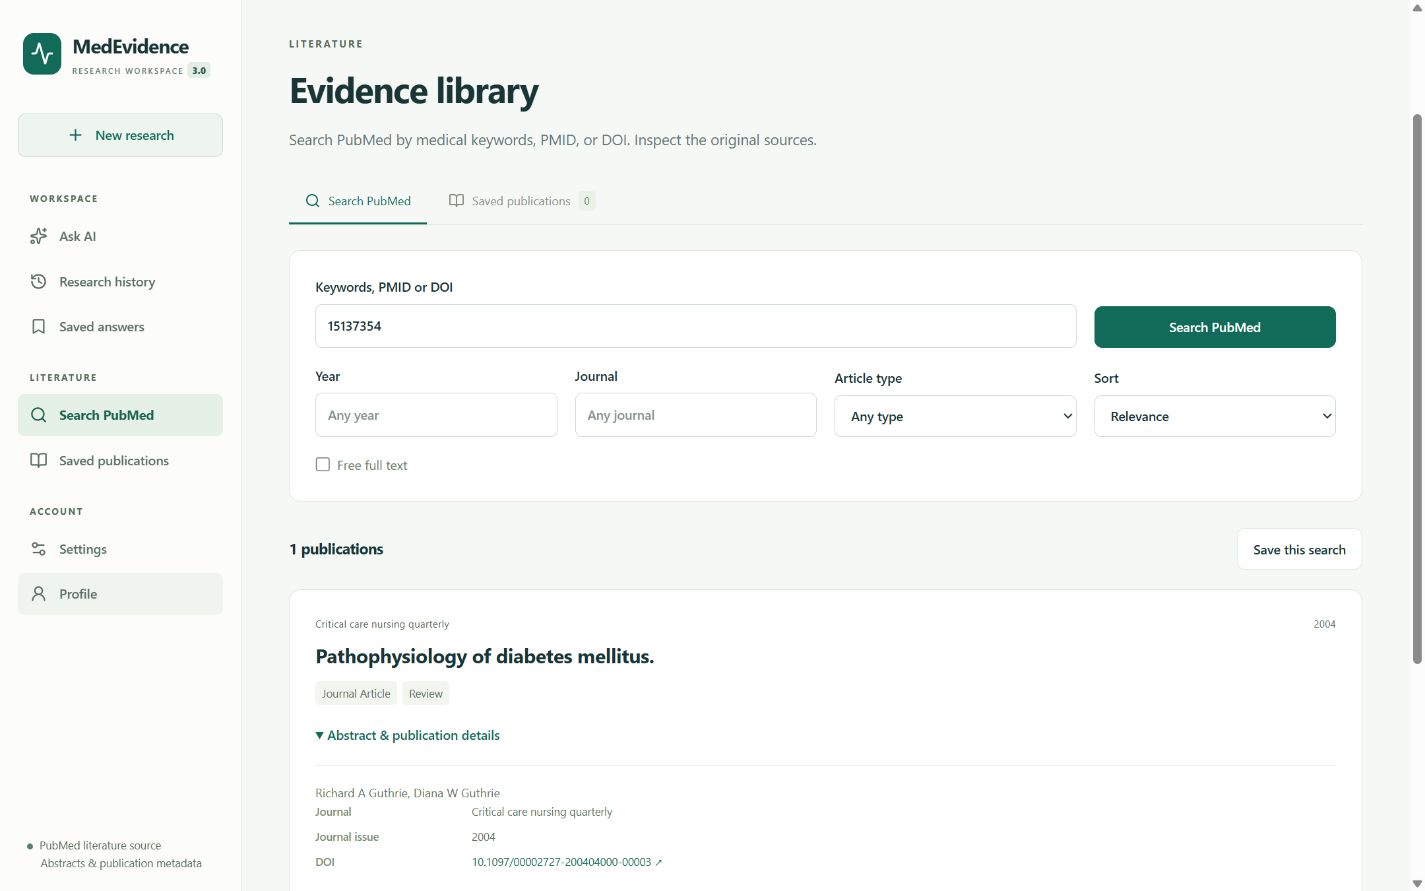 MedEvidence
RESEARCH WORKSPACE 3.0
New research
WORKSPACE
Ask AI
Research history
Saved answers
LITERATURE
Search PubMed
Saved publications
ACCOUNT
Settings
Profile
PubMed literature source
Abstracts & publication metadata
LITERATURE
Evidence library
Search PubMed by medical keywords, PMID, or DOI. Inspect the original sources.
Search PubMed
Saved publications 0
Keywords, PMID or DOI
15137354
Search PubMed
Year
Journal
Article type
Sort
Any year
Any journal
Any type
Relevance
Free full text
1 publications
Save this search
Critical care nursing quarterly
2004
Pathophysiology of diabetes mellitus.
Journal Article
Review
▼ Abstract & publication details
Richard A Guthrie, Diana W Guthrie
Journal Critical care nursing quarterly
Journal issue 2004
DOI 10.1097/00002727-200404000-00003 ↗